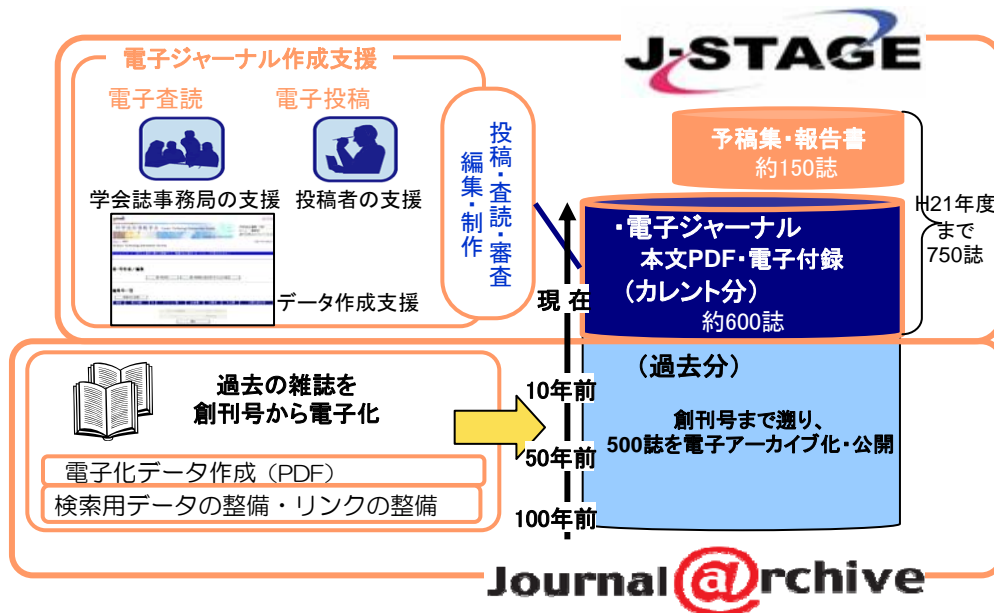 J-STAGE
電子ジャーナル作成支援
電子査読
電子投稿
学会誌事務局の支援
投稿者の支援
データ作成支援
投稿・査読・審査
編集・制作
予稿集・報告書
約150誌
・電子ジャーナル
本文PDF・電子付録
(カレント分)
約600誌
H21年度
まで
750誌
現在
10年前
50年前
100年前
(過去分)
創刊号まで遡り、
500誌を電子アーカイブ化・公開
過去の雑誌を
創刊号から電子化
電子化データ作成（PDF）
検索用データの整備・リンクの整備
Journal@rchive